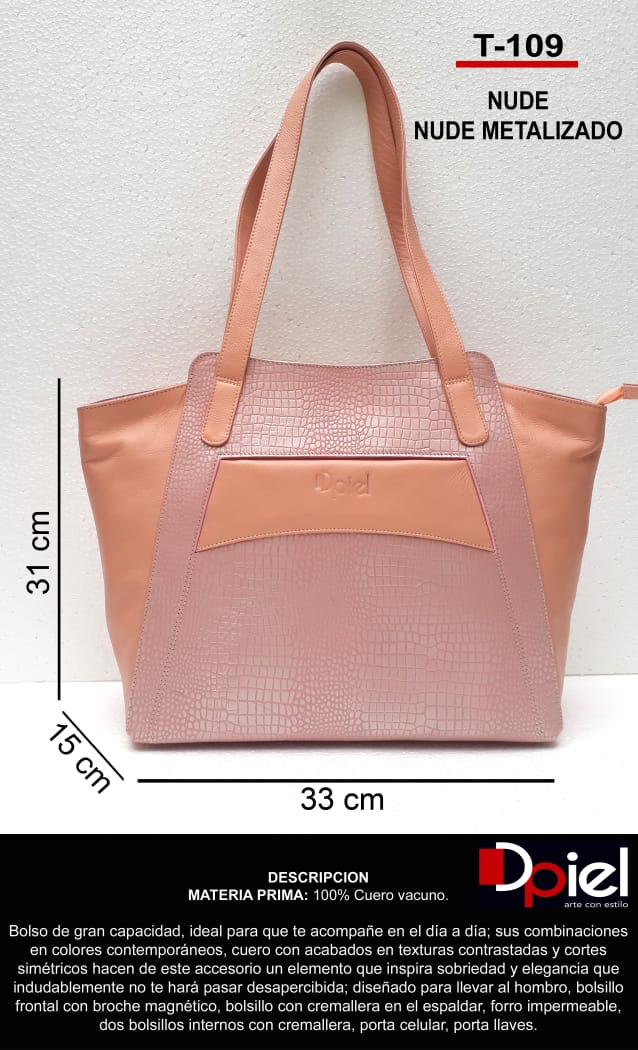 T-109
NUDE
NUDE METALIZADO
Dpiel
31 cm
15 cm
33 cm
Dpiel
arte con estilo
DESCRIPCION
MATERIA PRIMA: 100% Cuero vacuno.
Bolso de gran capacidad, ideal para que te acompañe en el día a día; sus combinaciones
en colores contemporáneos, cuero con acabados en texturas contrastadas y cortes
simétricos hacen de este accesorio un elemento que inspira sobriedad y elegancia que
indudablemente no te hará pasar desapercibida; diseñado para llevar al hombro, bolsillo
frontal con broche magnético, bolsillo con cremallera en el espaldar, forro impermeable,
dos bolsillos internos con cremallera, porta celular, porta llaves.